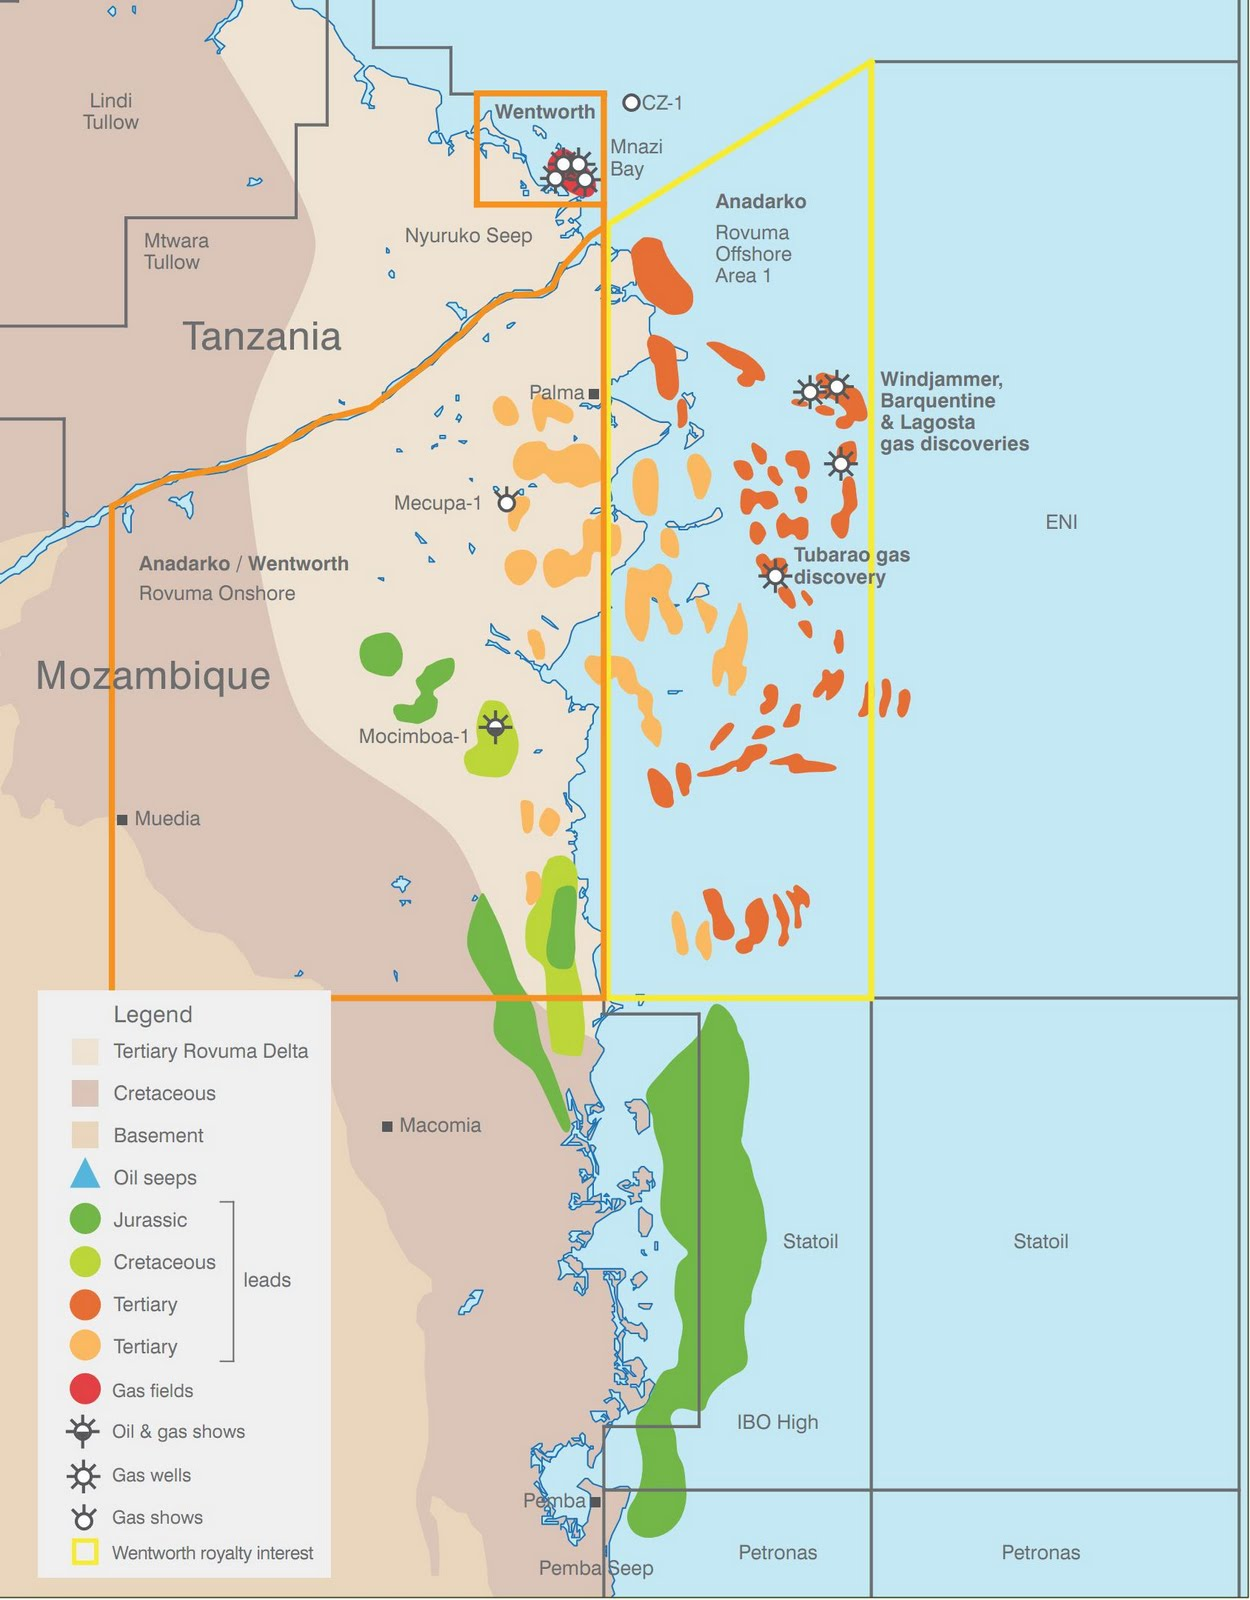 Lindi
Tullow
Wentworth
CZ-1
Mnazi
Bay
Anadarko
Rovuma
Offshore
Area 1
Nyuruko Seep
Mtwara
Tullow
Tanzania
Palma
Windjammer,
Barquentine
& Lagosta
gas discoveries
Mecupa-1
ENI
Tubarao gas
discovery
Anadarko / Wentworth
Rovuma Onshore
Mozambique
Mocimboa-1
Muedia
Legend
Tertiary Rovuma Delta
Cretaceous
Basement
Oil seeps
Jurassic
Cretaceous
leads
Tertiary
Tertiary
Gas fields
Oil & gas shows
Gas wells
Gas shows
Wentworth royalty interest
Macomia
Statoil
Statoil
IBO High
Pemba
Pemba Seep
Petronas
Petronas